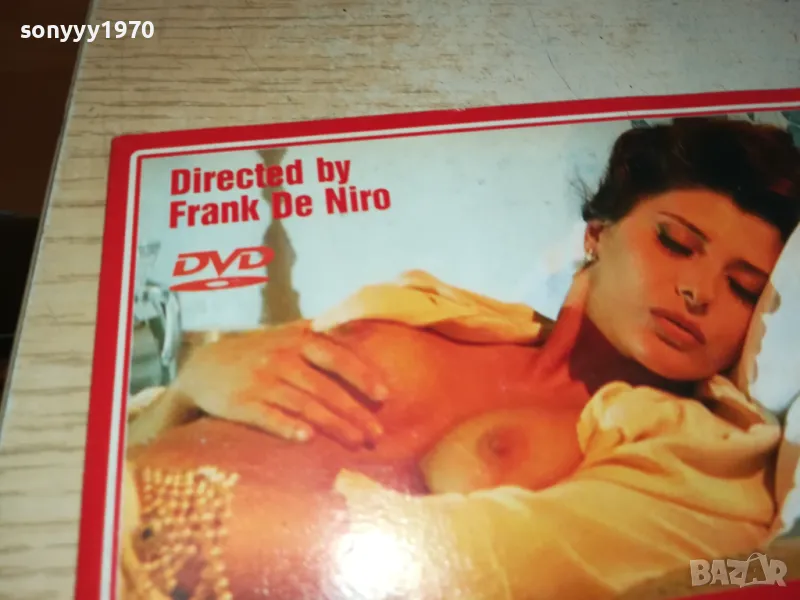 sonyyy1970
Directed by
Frank De Niro
DVD
BAZAR